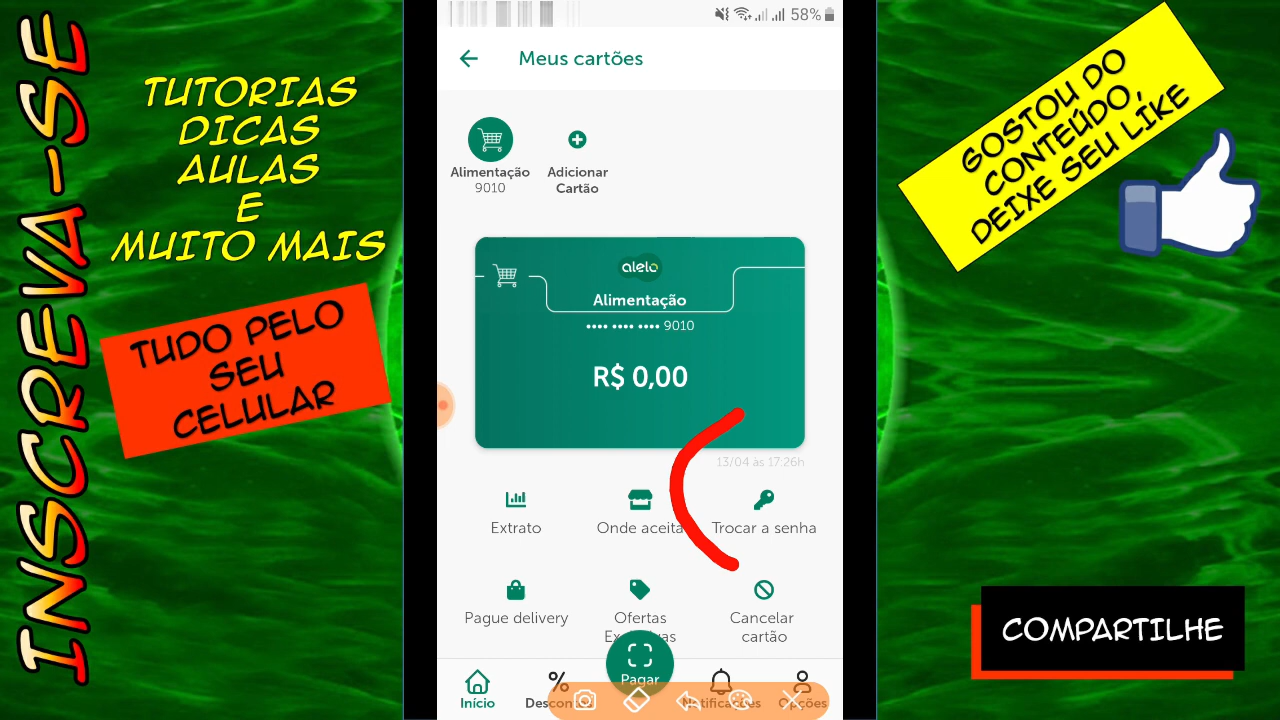 INSCREVA-SE
TUTORIAS
DICAS
AULAS
E
MUITO MAIS
TUDO PELO
SEU
CELULAR
58%
Meus cartões
Alimentação
9010
Adicionar
Cartão
alelo
Alimentação
•••• •••• •••• 9010
R$ 0,00
13/04 às 17:26h
Extrato
Onde aceita
Trocar a senha
Pague delivery
Ofertas
Cancelar
cartão
Pagar
Início
Notificações
Opções
GOSTOU DO
CONTEÚDO,
DEIXE SEU LIKE
COMPARTILHE